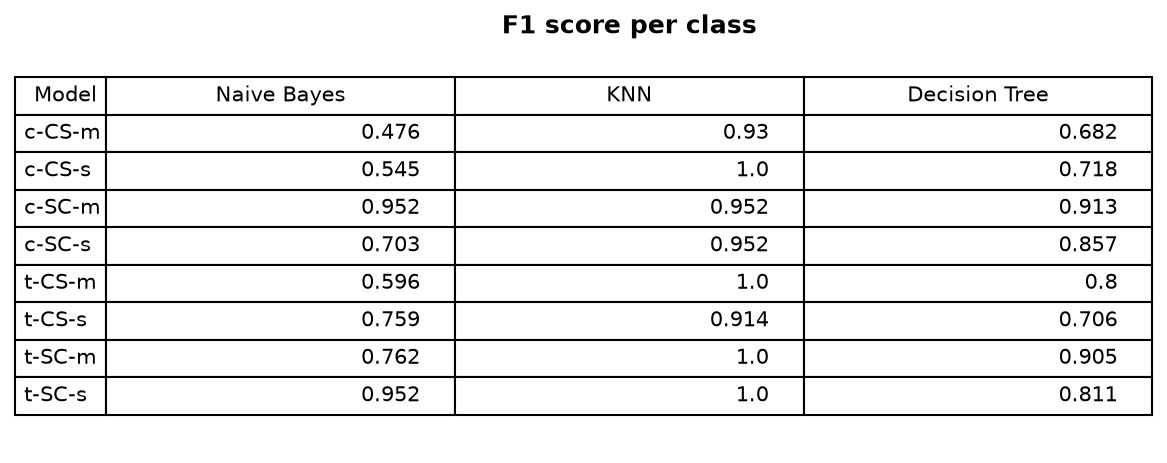 F1 score per class
Model Naive Bayes KNN Decision Tree
c-CS-m 0.476 0.93 0.682
c-CS-s 0.545 1.0 0.718
c-SC-m 0.952 0.952 0.913
c-SC-s 0.703 0.952 0.857
t-CS-m 0.596 1.0 0.8
t-CS-s 0.759 0.914 0.706
t-SC-m 0.762 1.0 0.905
t-SC-s 0.952 1.0 0.811